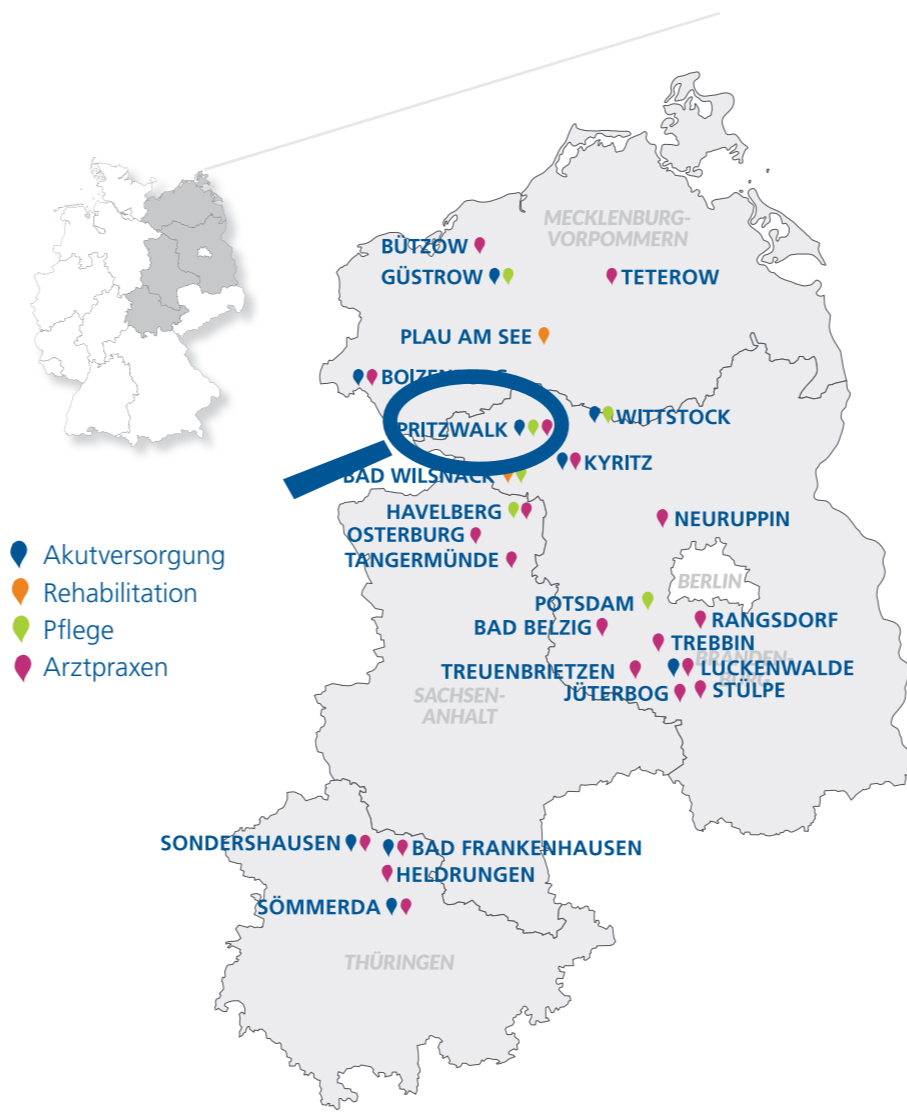 MECKLENBURG-
VORPOMMERN
BÜTZOW
GÜSTROW
TETEROW
PLAU AM SEE
WITTSTOCK
PRITZWALK
KYRITZ
BAD WILSNACK
HAVELBERG
NEURUPPIN
OSTERBURG
TANGERMÜNDE
Akutversorgung
Rehabilitation
Pflege
Arztpraxen
BERLIN
POTSDAM
RANGSDORF
BAD BELZIG
TREBBIN
BRANDEN-
BURG
TREUENBRIETZEN
LUCKENWALDE
JÜTERBOG
STÜLPE
SACHSEN-
ANHALT
SONDERSHAUSEN
BAD FRANKENHAUSEN
HELDRUNGEN
SÖMMERDA
THÜRINGEN